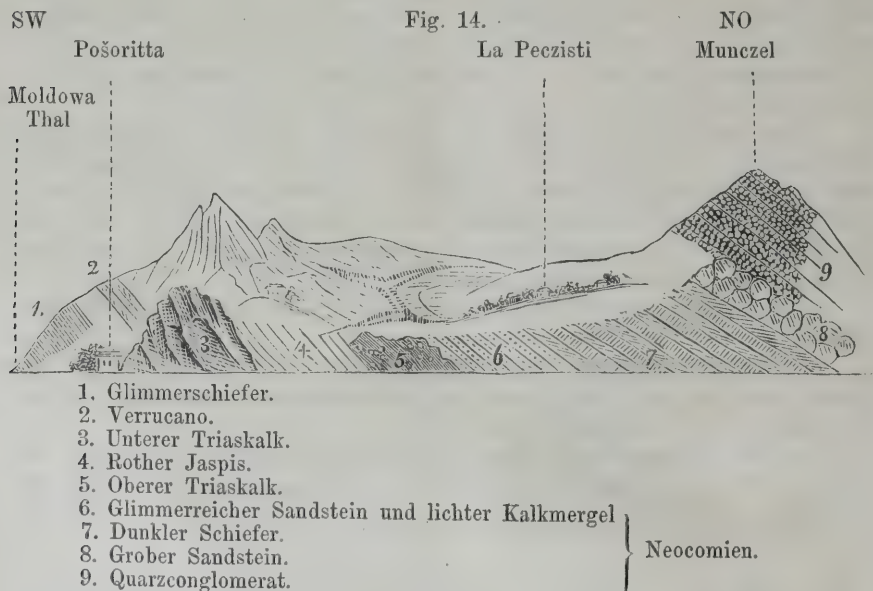 SW Fig. 14. NO
Pošoritta La Peczisti Munczel
Moldowa
Thal
2
1.
9
3 4 5. 6 7 8
1. Glimmerschiefer.
2. Verrucano.
3. Unterer Triaskalk.
4. Rother Jaspis.
5. Oberer Triaskalk.
6. Glimmerreicher Sandstein und lichter Kalkmergel
7. Dunkler Schiefer.
8. Grober Sandstein.
9. Quarzconglomerat.
Neocomien.